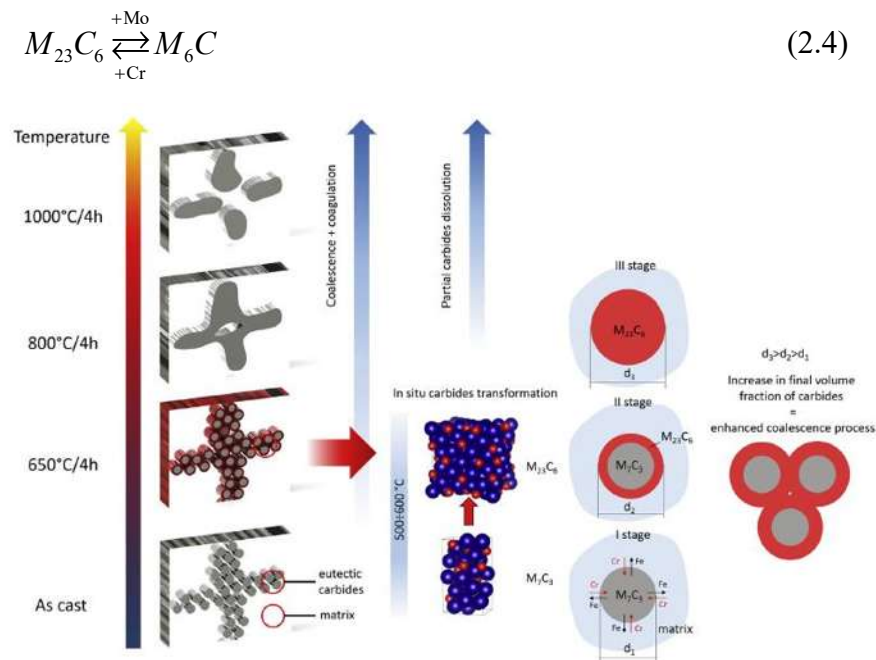 M₂₃C₆ +Mo ⇌ +Cr M₆C (2.4)
Temperature
1000°C/4h
800°C/4h
650°C/4h
As cast
eutectic
carbides
matrix
Coalescence + coagulation
Partial carbides dissolution
In situ carbides transformation
500÷600 °C
M₂₃C₆
M₇C₃
III stage
M₂₃C₆
d₃
II stage
M₂₃C₆
M₇C₃
d₂
I stage
Cr Fe
Cr Fe
M₇C₃
Fe Cr
Fe Cr
matrix
d₁
d₃>d₂>d₁
Increase in final volume
fraction of carbides
=
enhanced coalescence process